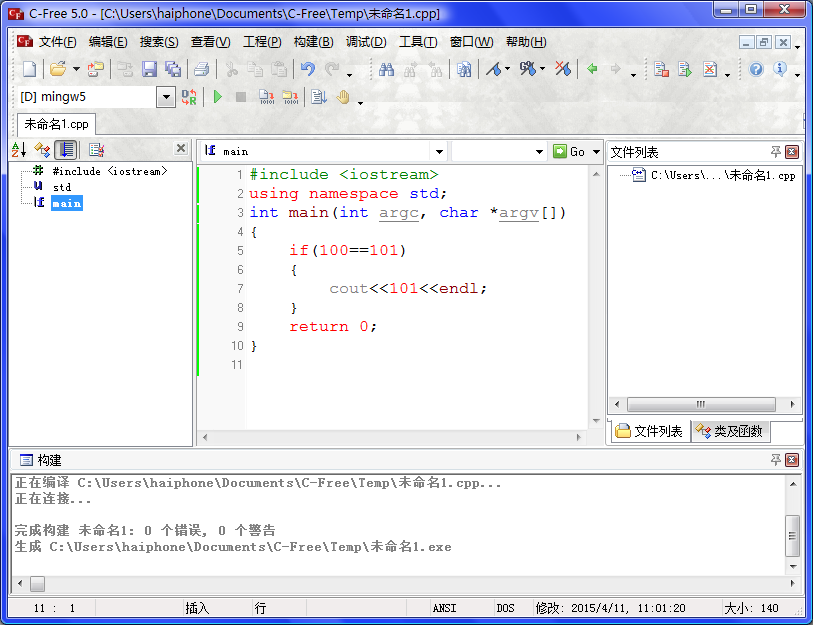 C-Free 5.0 - [C:\Users\haiphone\Documents\C-Free\Temp\未命名1.cpp]
文件(F) 编辑(E) 搜索(S) 查看(V) 工程(P) 构建(B) 调试(D) 工具(T) 窗口(W) 帮助(H)
[D] mingw5
未命名1.cpp
main
Go
文件列表
#include <iostream>
std
main
1 #include <iostream>
2 using namespace std;
3 int main(int argc, char *argv[])
4 {
5     if(100==101)
6     {
7         cout<<101<<endl;
8     }
9     return 0;
10 }
11
C:\Users\...\未命名1.cpp
文件列表 类及函数
构建
正在编译 C:\Users\haiphone\Documents\C-Free\Temp\未命名1.cpp...
正在连接...
完成构建 未命名1: 0 个错误, 0 个警告
生成 C:\Users\haiphone\Documents\C-Free\Temp\未命名1.exe
11 : 1 插入 行 ANSI DOS 修改: 2015/4/11, 11:01:20 大小: 140